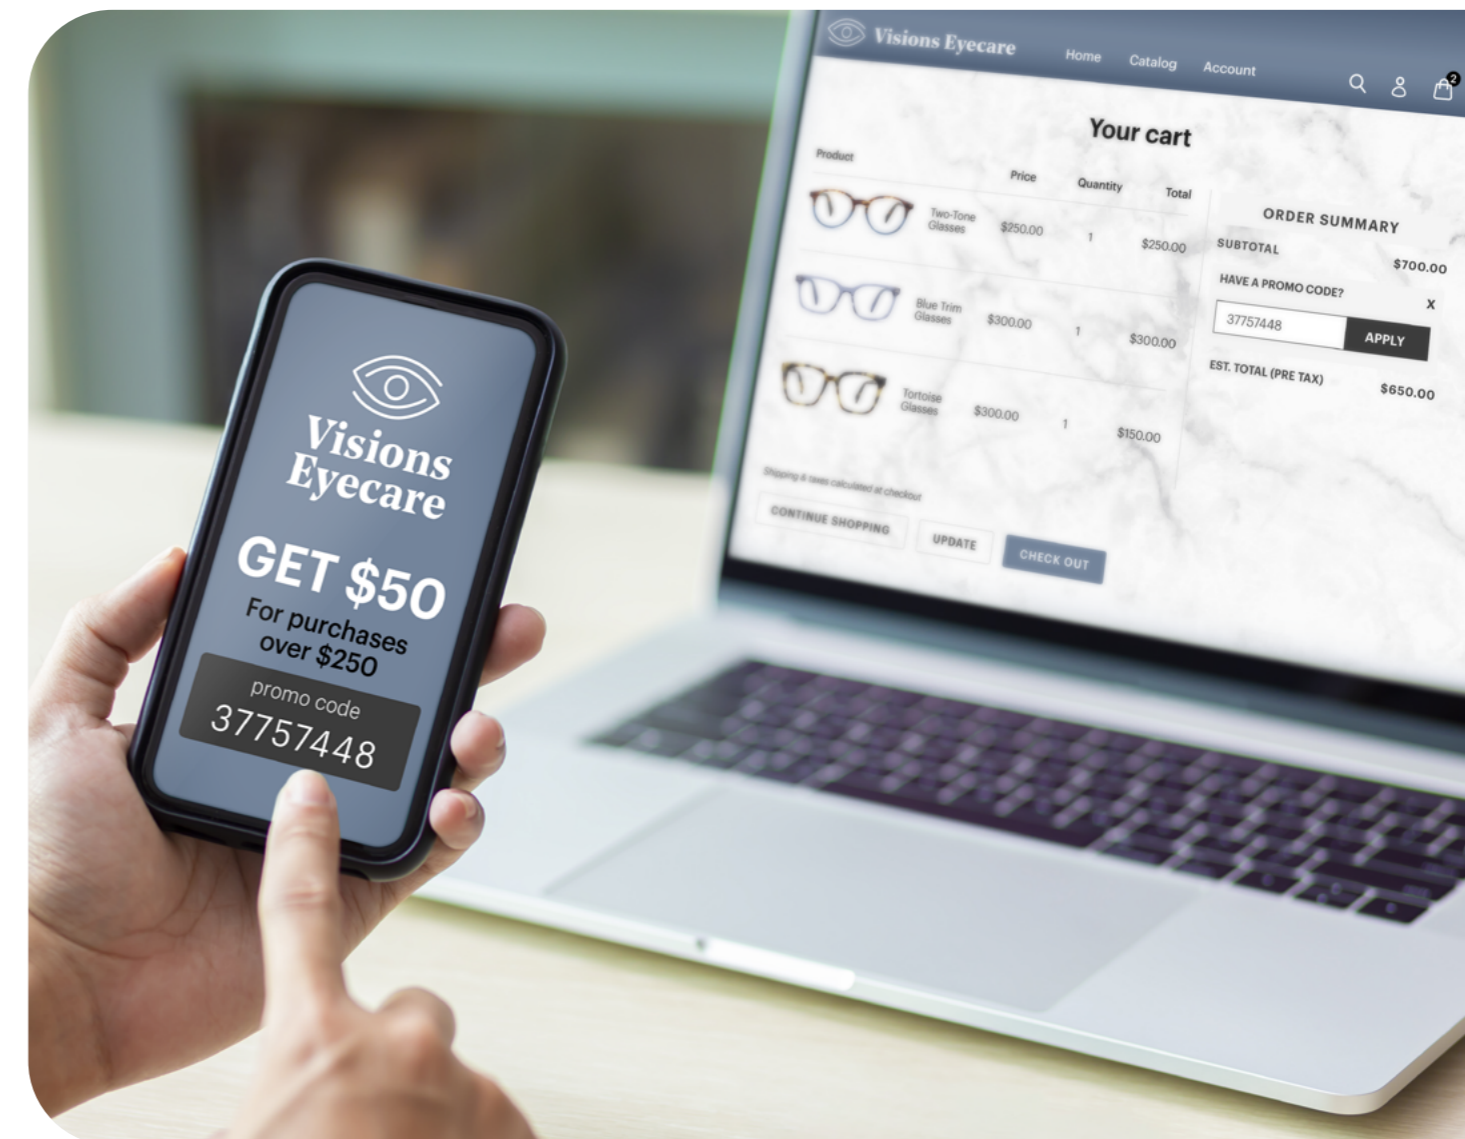 Visions
Eyecare
GET $50
For purchases
over $250
promo code
37757448
Visions Eyecare
Home
Catalog
Account
2
Your cart
Product
Price
Quantity
Total
Two-Tone
Glasses
$250.00
1
$250.00
Blue Trim
Glasses
$300.00
1
$300.00
Tortoise
Glasses
$300.00
1
$150.00
Shipping & taxes calculated at checkout
CONTINUE SHOPPING
UPDATE
CHECK OUT
ORDER SUMMARY
SUBTOTAL
$700.00
HAVE A PROMO CODE?
X
37757448
APPLY
EST. TOTAL (PRE TAX)
$650.00